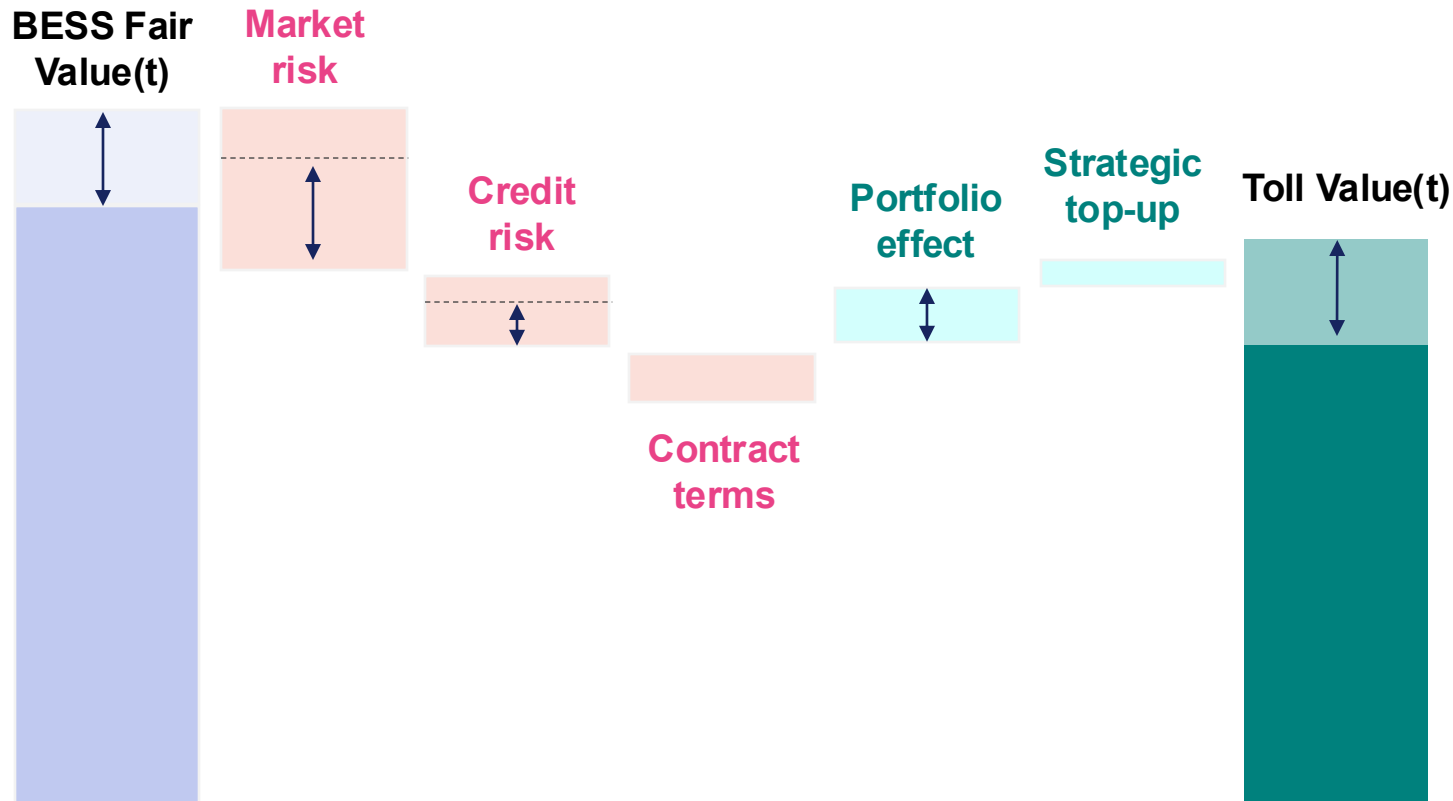 BESS Fair
Value(t)
Market
risk
Credit
risk
Contract
terms
Portfolio
effect
Strategic
top-up
Toll Value(t)